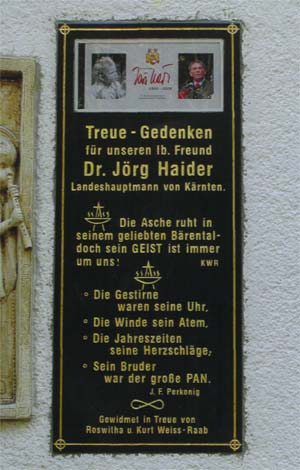 Treue - Gedenken
für unseren lb. Freund
Dr. Jörg Haider
Landeshauptmann von Kärnten.
Die Asche ruht in
seinem geliebten Bärental-
doch sein GEIST ist immer
um uns!
KWR
Die Gestirne
waren seine Uhr,
Die Winde sein Atem,
Die Jahreszeiten
seine Herzschläge;
Sein Bruder
war der große PAN.
J. F. Perkonig
Gewidmet in Treue von
Roswitha u. Kurt Weiss-Raab